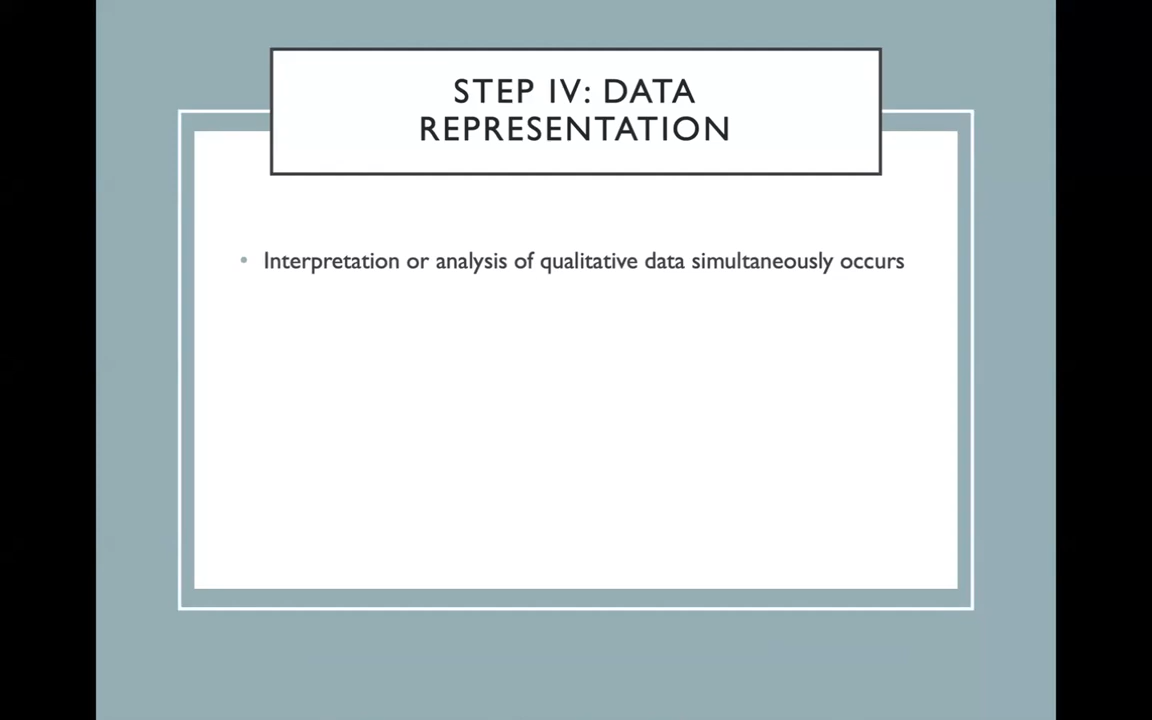 STEP IV: DATA
REPRESENTATION
• Interpretation or analysis of qualitative data simultaneously occurs